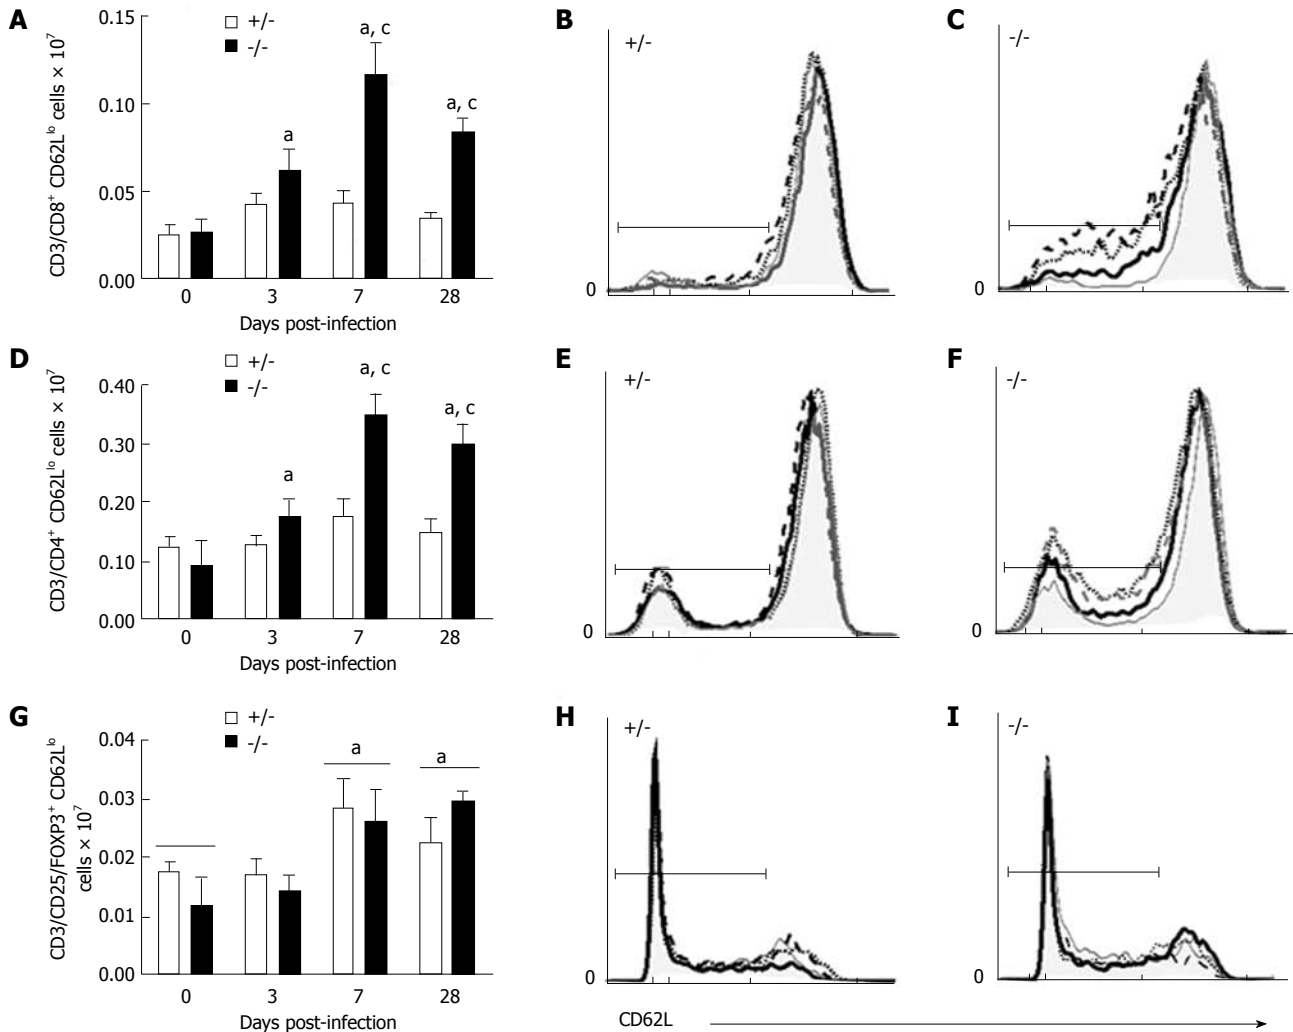 A
+/-
-/-
CD3/CD8⁺ CD62Lˡᵒ cells × 10⁷
0.15
0.10
0.05
0.00
a
a, c
a, c
0 3 7 28
Days post-infection
B
+/-
0
C
-/-
0
D
+/-
-/-
CD3/CD4⁺ CD62Lˡᵒ cells × 10⁷
0.40
0.30
0.20
0.10
0.00
a
a, c
a, c
0 3 7 28
Days post-infection
E
+/-
0
F
-/-
0
G
+/-
-/-
CD3/CD25/FOXP3⁺ CD62Lˡᵒ
cells × 10⁷
0.04
0.03
0.02
0.01
0.00
a
a
0 3 7 28
Days post-infection
H
+/-
0
I
-/-
0
CD62L